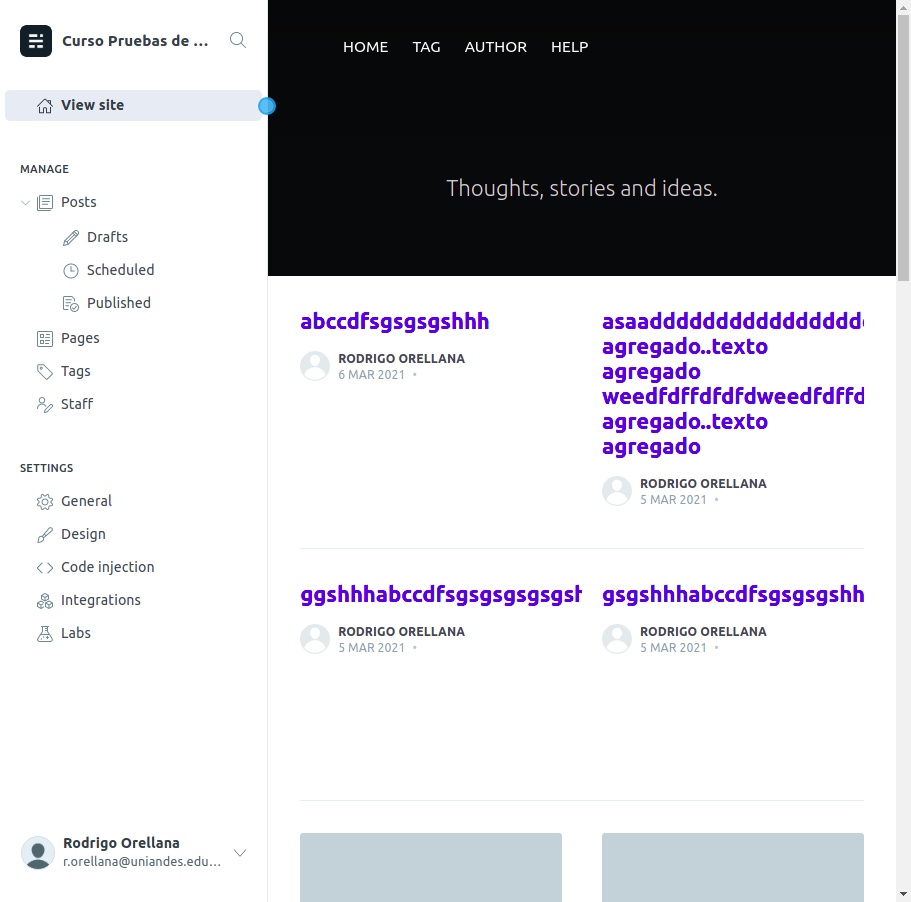 Curso Pruebas de ...
View site
MANAGE
Posts
Drafts
Scheduled
Published
Pages
Tags
Staff
SETTINGS
General
Design
Code injection
Integrations
Labs
Rodrigo Orellana
r.orellana@uniandes.edu...
HOME TAG AUTHOR HELP
Thoughts, stories and ideas.
abccdfsgsgsgshhh
RODRIGO ORELLANA
6 MAR 2021 •
asaadddddddddddddddd
agregado..texto
agregado
weedfdffdfdfdweedfdffd
agregado..texto
agregado
RODRIGO ORELLANA
5 MAR 2021 •
ggshhhabccdfsgsgsgsgsgsh
RODRIGO ORELLANA
5 MAR 2021 •
gsgshhhabccdfsgsgsgshh
RODRIGO ORELLANA
5 MAR 2021 •